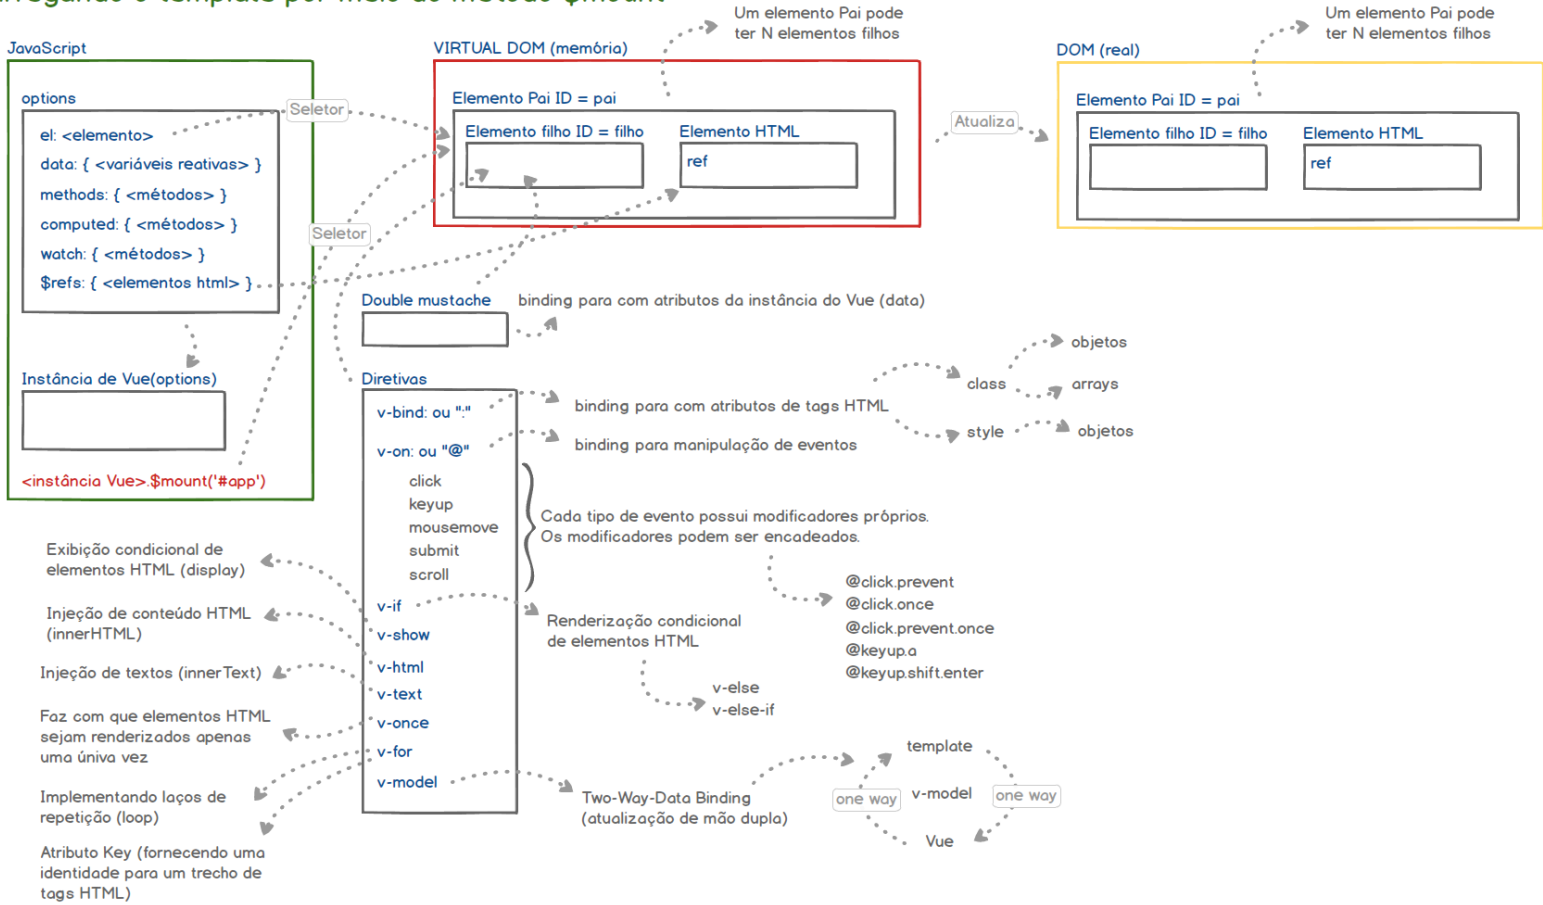 template por meio do método $mount
JavaScript
options
el: <elemento>
data: { <variáveis reativas> }
methods: { <métodos> }
computed: { <métodos> }
watch: { <métodos> }
$refs: { <elementos html> }
Instância de Vue(options)
<instância Vue>.$mount('#app')
Seletor
Seletor
VIRTUAL DOM (memória)
Um elemento Pai pode
ter N elementos filhos
Elemento Pai ID = pai
Elemento filho ID = filho
Elemento HTML
ref
Atualiza
DOM (real)
Um elemento Pai pode
ter N elementos filhos
Elemento Pai ID = pai
Elemento filho ID = filho
Elemento HTML
ref
Double mustache
binding para com atributos da instância do Vue (data)
Diretivas
v-bind: ou ":"
binding para com atributos de tags HTML
class
objetos
arrays
style
objetos
v-on: ou "@"
binding para manipulação de eventos
click
keyup
mousemove
submit
scroll
Cada tipo de evento possui modificadores próprios.
Os modificadores podem ser encadeados.
@click.prevent
@click.once
@click.prevent.once
@keyup.a
@keyup.shift.enter
v-if
Renderização condicional
de elementos HTML
v-else
v-else-if
v-show
Exibição condicional de
elementos HTML (display)
v-html
Injeção de conteúdo HTML
(innerHTML)
v-text
Injeção de textos (innerText)
v-once
Faz com que elementos HTML
sejam renderizados apenas
uma úniva vez
v-for
Implementando laços de
repetição (loop)
Atributo Key (fornecendo uma
identidade para um trecho de
tags HTML)
v-model
Two-Way-Data Binding
(atualização de mão dupla)
template
one way
v-model
one way
Vue